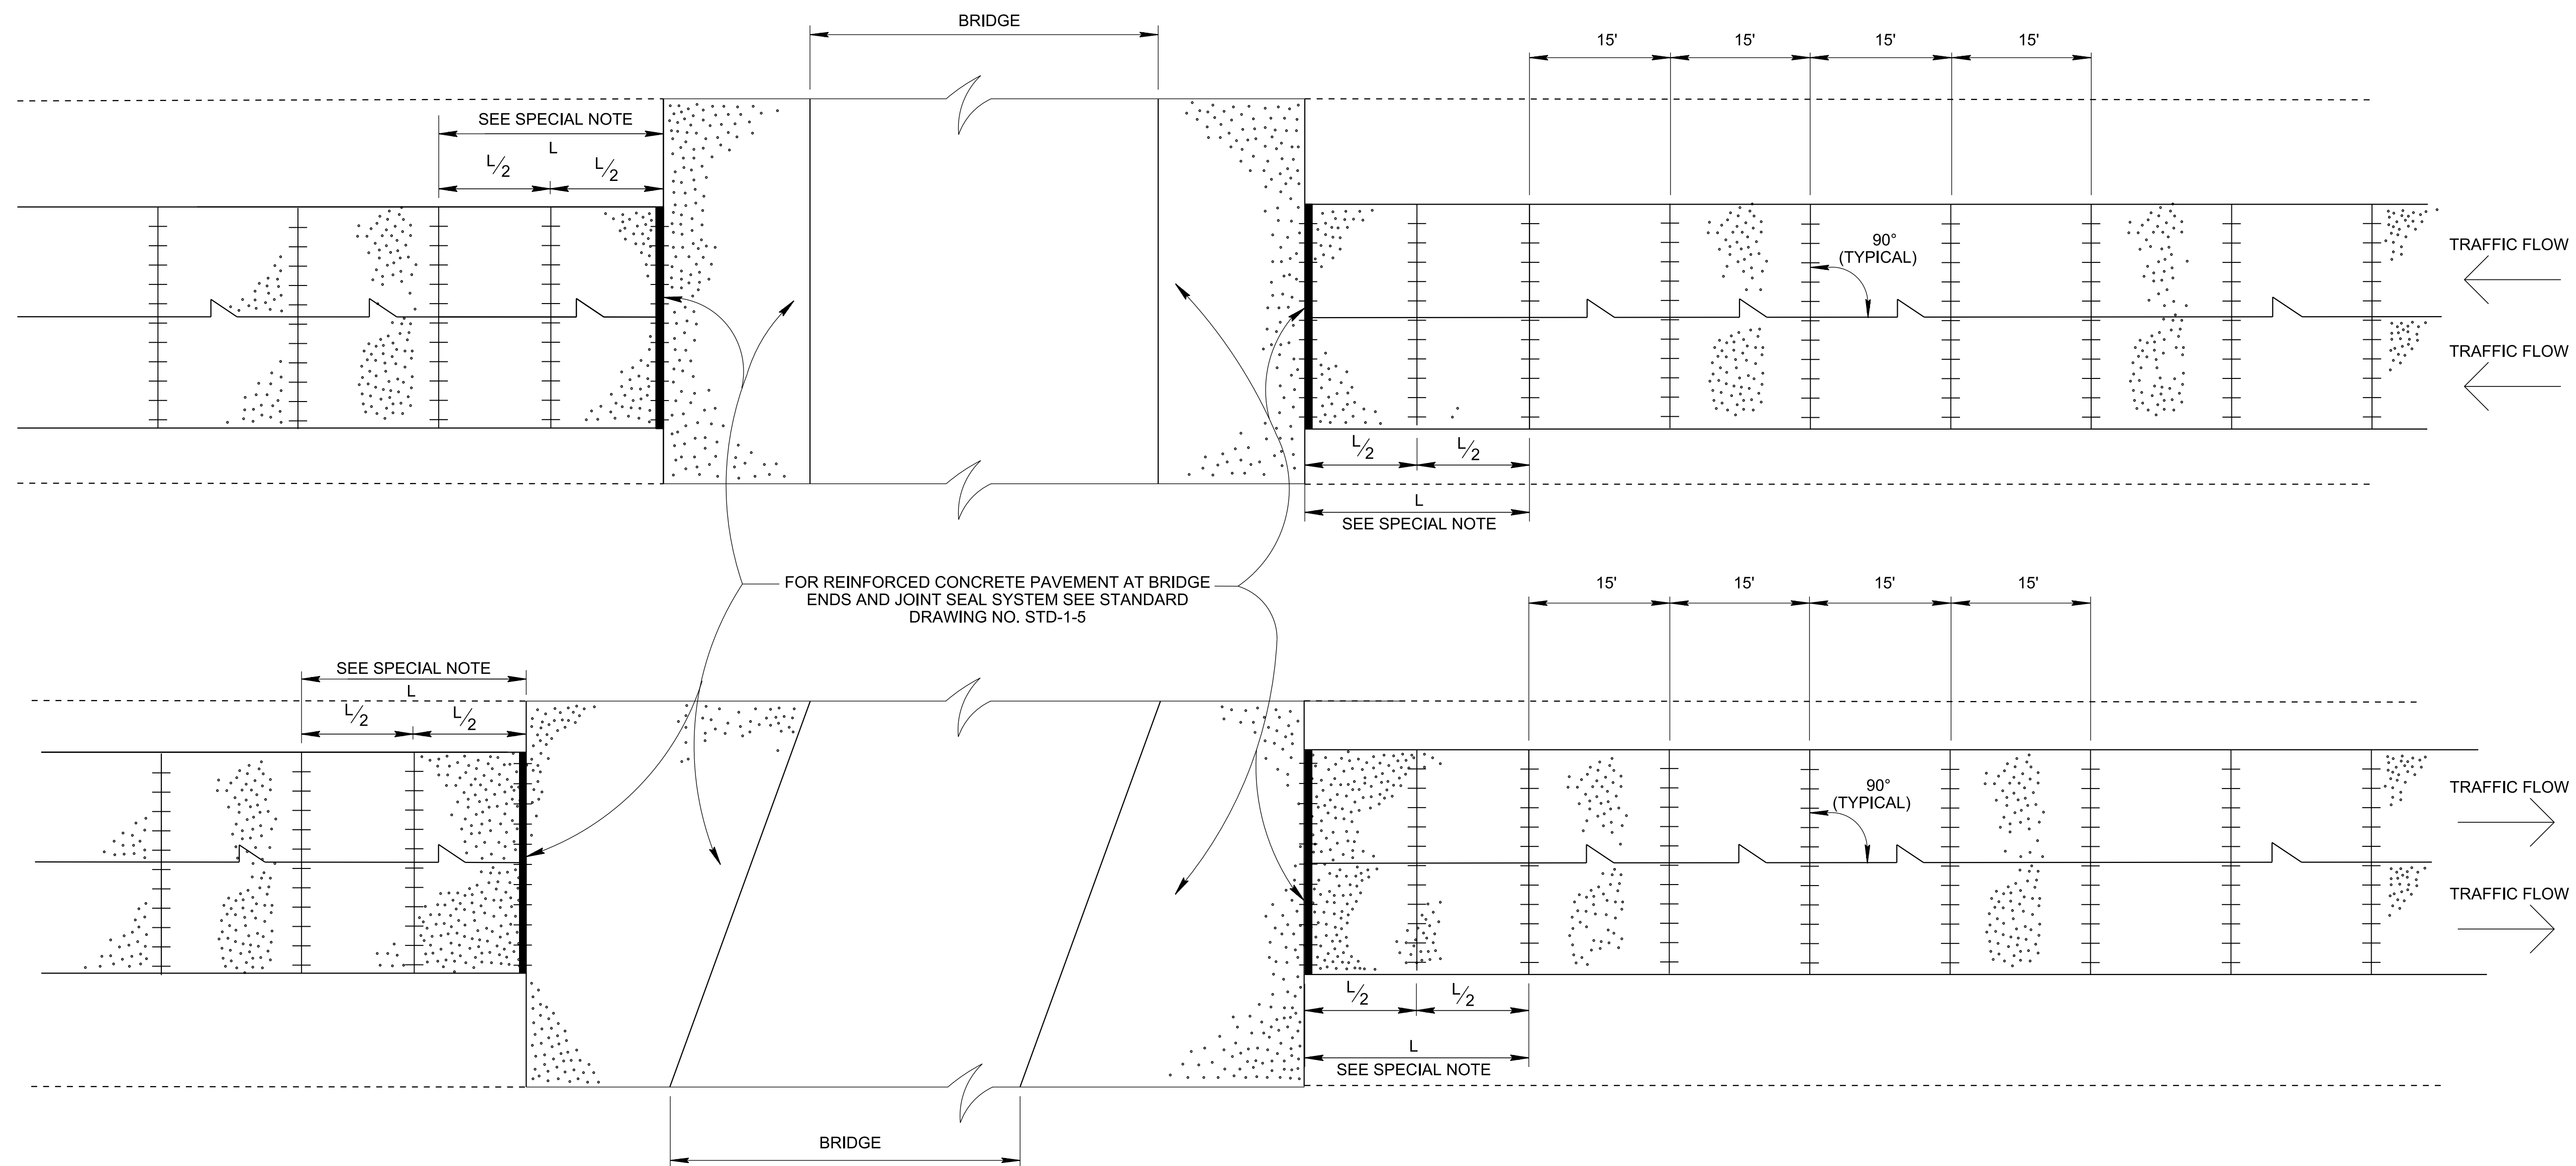 BRIDGE
15' 15' 15' 15'
SEE SPECIAL NOTE
L
L/2 L/2
90°
(TYPICAL)
TRAFFIC FLOW
TRAFFIC FLOW
L/2 L/2
L
SEE SPECIAL NOTE
FOR REINFORCED CONCRETE PAVEMENT AT BRIDGE
ENDS AND JOINT SEAL SYSTEM SEE STANDARD
DRAWING NO. STD-1-5
15' 15' 15' 15'
SEE SPECIAL NOTE
L
L/2 L/2
90°
(TYPICAL)
TRAFFIC FLOW
TRAFFIC FLOW
L/2 L/2
L
SEE SPECIAL NOTE
BRIDGE